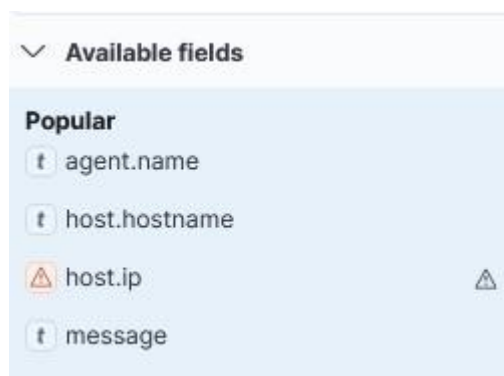 Available fields
Popular
t agent.name
t host.hostname
host.ip
t message